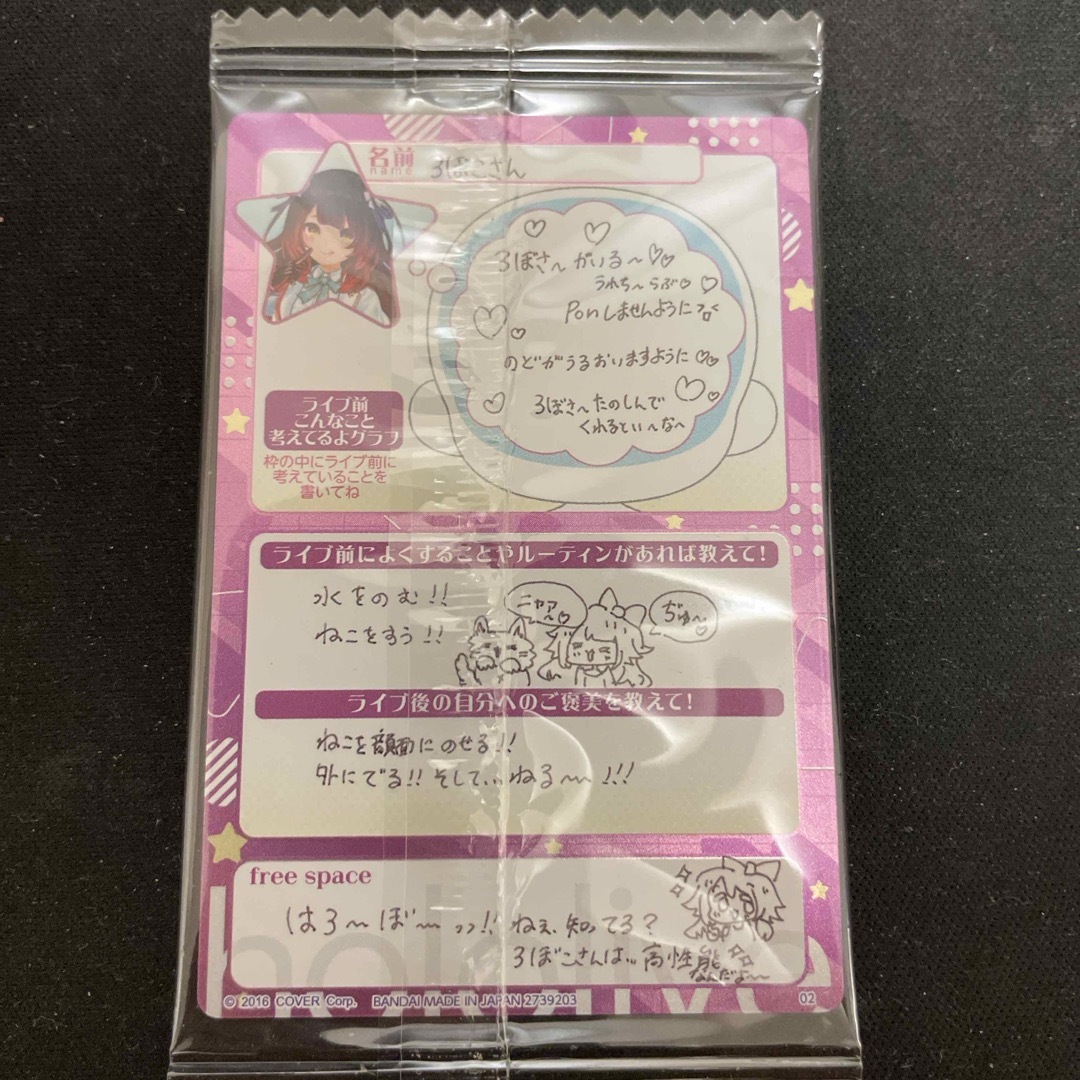 名前
name
ろぼこさん
ろぼさ~がいる~
うれち~らぶ
Ponしませんように
のどがうるおいますように
ろぼさ~たのしんで
くれるとい~な~
ライブ前
こんなこと
考えてるよグラフ
枠の中にライブ前に
考えていることを
書いてね
ライブ前によくすることやルーティンがあれば教えて!
水をのむ!!
ねこをすう!!
ニャア~
ぢゅ~
ライブ後の自分へのご褒美を教えて!
ねこを顔面にのせる!!
外にでる!!そして...ねる~!!!
free space
はろ~ぼ~っっ!! ねぇ、知ってる?
ろぼこさんは...高性能
なんだよ~
hololive
© 2016 COVER Corp. BANDAI MADE IN JAPAN 2739203
02